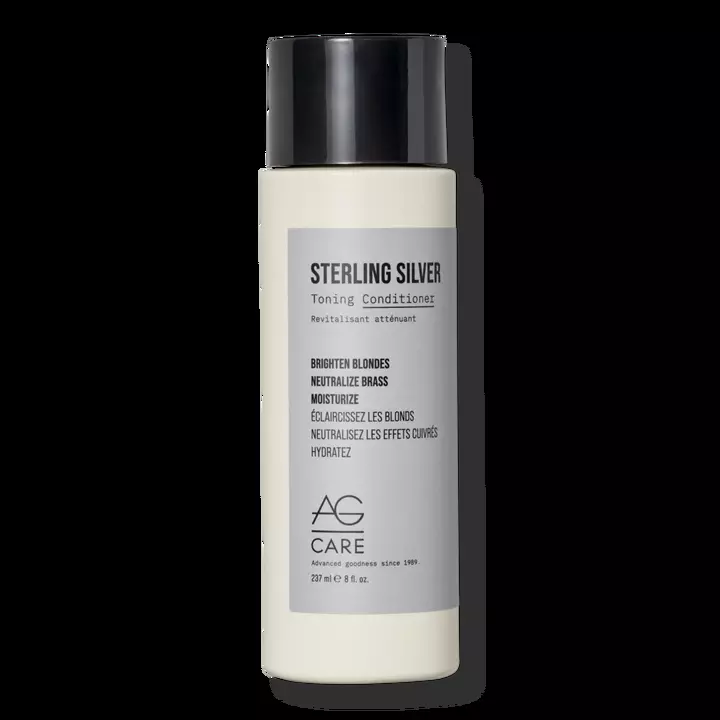 STERLING SILVER
Toning Conditioner
Revitalisant atténuant
BRIGHTEN BLONDES
NEUTRALIZE BRASS
MOISTURIZE
ÉCLAIRCISSEZ LES BLONDS
NEUTRALISEZ LES EFFETS CUIVRÉS
HYDRATEZ
AG
CARE
Advanced goodness since 1989.
237 ml ℮ 8 fl. oz.